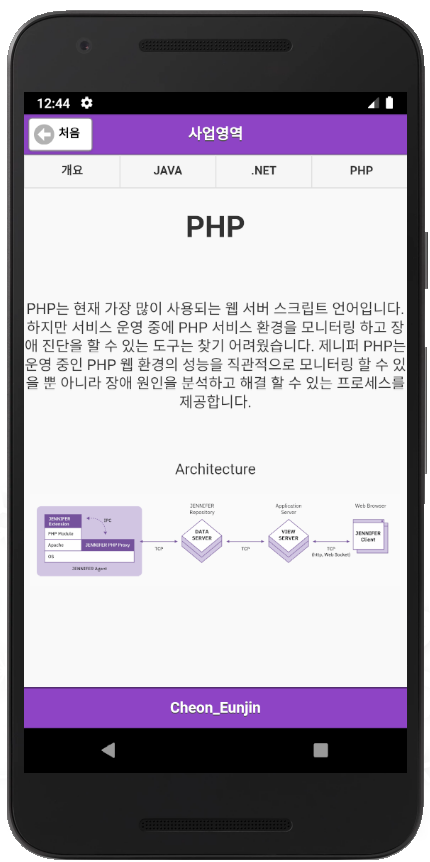 12:44
처음
사업영역
개요 JAVA .NET PHP
PHP
PHP는 현재 가장 많이 사용되는 웹 서버 스크립트 언어입니다.
하지만 서비스 운영 중에 PHP 서비스 환경을 모니터링 하고 장
애 진단을 할 수 있는 도구는 찾기 어려웠습니다. 제니퍼 PHP는
운영 중인 PHP 웹 환경의 성능을 직관적으로 모니터링 할 수 있
을 뿐 아니라 장애 원인을 분석하고 해결 할 수 있는 프로세스를
제공합니다.
Architecture
JENNIFER
Repository
Application
Server
Web Browser
JENNIFER
Extension
IPC
PHP Module
Apache
JENNIFER PHP Proxy
OS
JENNIFER Agent
TCP
DATA
SERVER
TCP
VIEW
SERVER
TCP
(http, Web Socket)
JENNIFER
Client
Cheon_Eunjin